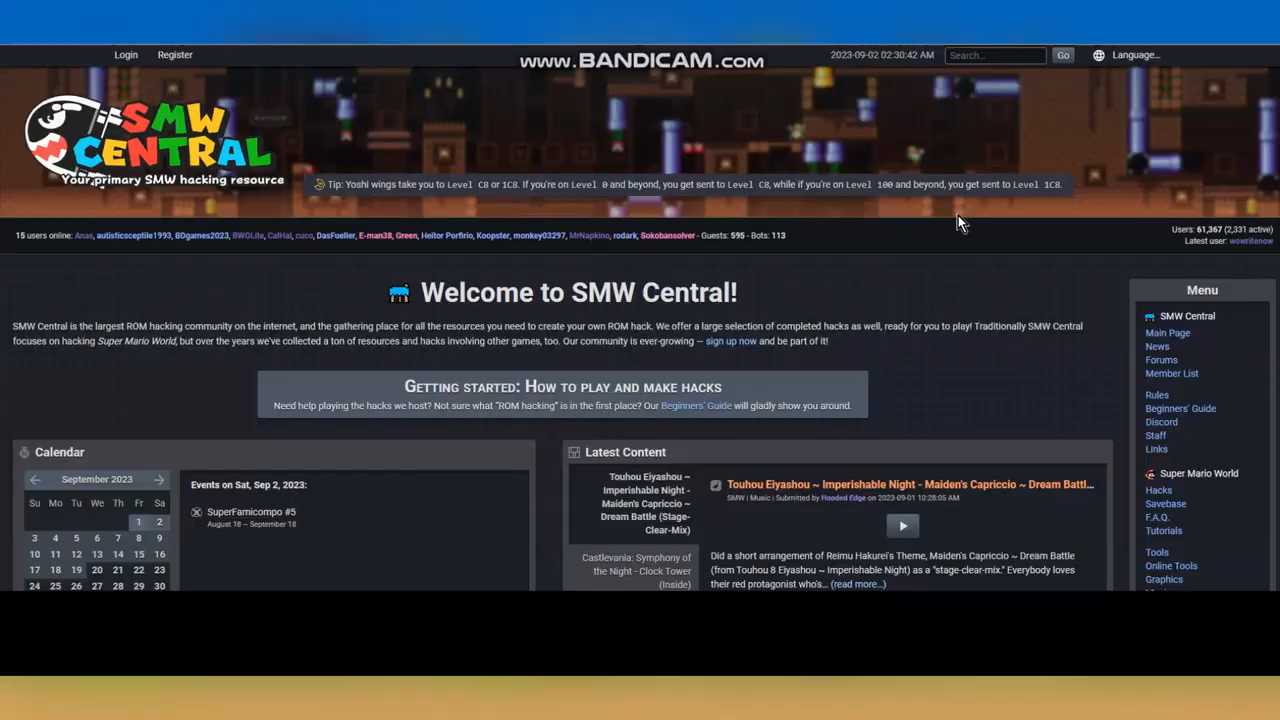 Login
Register
WWW.BANDICAM.COM
2023-09-02 02:30:42 AM
Search...
Go
Language...
SMW
CENTRAL
Your primary SMW hacking resource
Tip: Yoshi wings take you to Level C8 or 1C8. If you're on Level 0 and beyond, you get sent to Level C8, while if you're on Level 100 and beyond, you get sent to Level 1C8.
15 users online: Anas, autisticsceptile1993, BDgames2023, BWGLite, CalHal, cuco, DasFueller, E-man38, Green, Heitor Porfirio, Koopster, monkey03297, MrNapkino, rodark, Sokobansolver - Guests: 595 - Bots: 113
Users: 61,367 (2,331 active)
Latest user: wowritenow
Welcome to SMW Central!
SMW Central is the largest ROM hacking community on the internet, and the gathering place for all the resources you need to create your own ROM hack. We offer a large selection of completed hacks as well, ready for you to play! Traditionally SMW Central
focuses on hacking Super Mario World, but over the years we've collected a ton of resources and hacks involving other games, too. Our community is ever-growing — sign up now and be part of it!
Getting started: How to play and make hacks
Need help playing the hacks we host? Not sure what "ROM hacking" is in the first place? Our Beginners' Guide will gladly show you around.
Calendar
September 2023
Su Mo Tu We Th Fr Sa
1 2
3 4 5 6 7 8 9
10 11 12 13 14 15 16
17 18 19 20 21 22 23
24 25 26 27 28 29 30
Events on Sat, Sep 2, 2023:
SuperFamicompo #5
August 18 – September 18
Latest Content
Touhou Eiyashou ~
Imperishable Night -
Maiden's Capriccio ~
Dream Battle (Stage-
Clear-Mix)
Castlevania: Symphony of
the Night - Clock Tower
(Inside)
Touhou Eiyashou ~ Imperishable Night - Maiden's Capriccio ~ Dream Battl...
SMW | Music | Submitted by Hooded Edge on 2023-09-01 10:28:05 AM
Did a short arrangement of Reimu Hakurei's Theme, Maiden's Capriccio ~ Dream Battle
(from Touhou 8 Eiyashou ~ Imperishable Night) as a "stage-clear-mix." Everybody loves
their red protagonist who's... (read more...)
Menu
SMW Central
Main Page
News
Forums
Member List
Rules
Beginners' Guide
Discord
Staff
Links
Super Mario World
Hacks
Savebase
F.A.Q.
Tutorials
Tools
Online Tools
Graphics